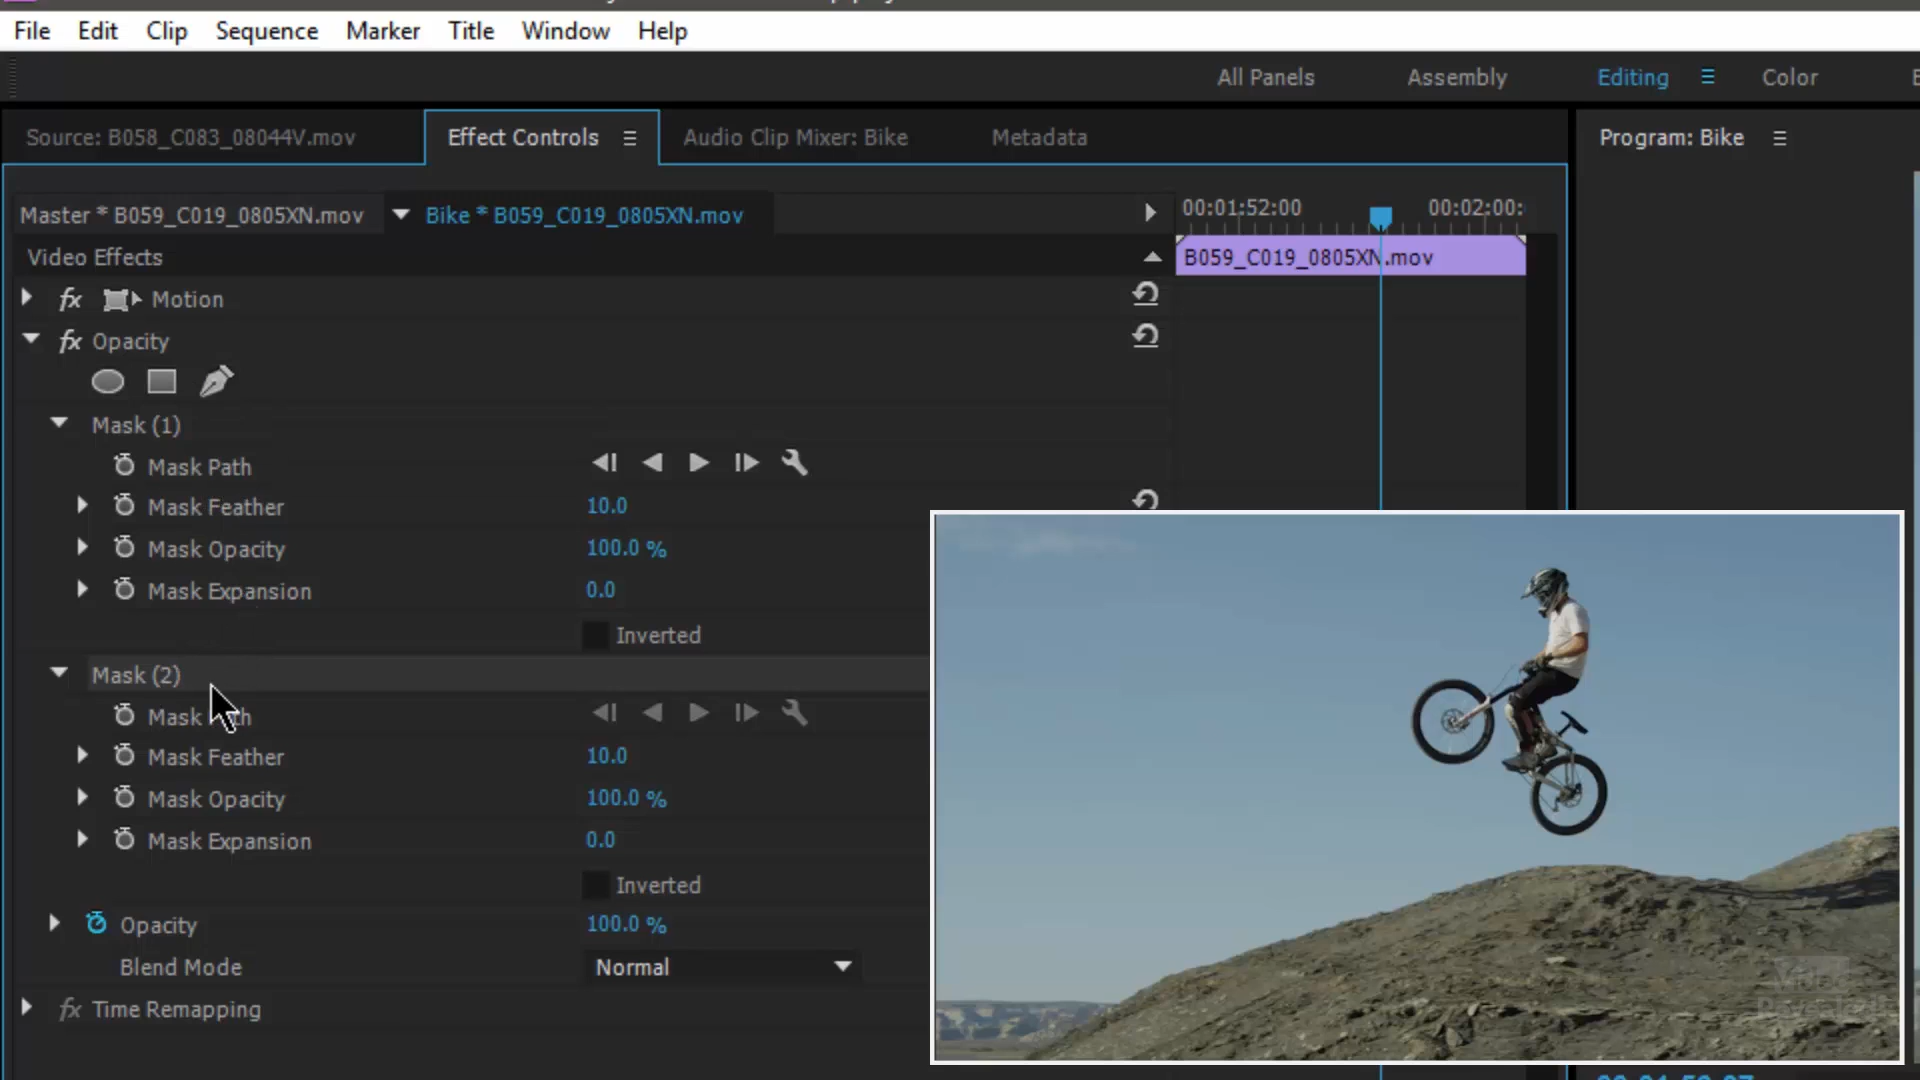 File Edit Clip Sequence Marker Title Window Help
All Panels Assembly Editing Color
Source: B058_C083_08044V.mov Effect Controls Audio Clip Mixer: Bike Metadata Program: Bike
Master * B059_C019_0805XN.mov Bike * B059_C019_0805XN.mov 00:01:52:00 00:02:00:
Video Effects B059_C019_0805XN.mov
fx Motion
fx Opacity
Mask (1)
Mask Path
Mask Feather 10.0
Mask Opacity 100.0 %
Mask Expansion 0.0
Inverted
Mask (2)
Mask
Mask Feather 10.0
Mask Opacity 100.0 %
Mask Expansion 0.0
Inverted
Opacity 100.0 %
Blend Mode Normal
fx Time Remapping